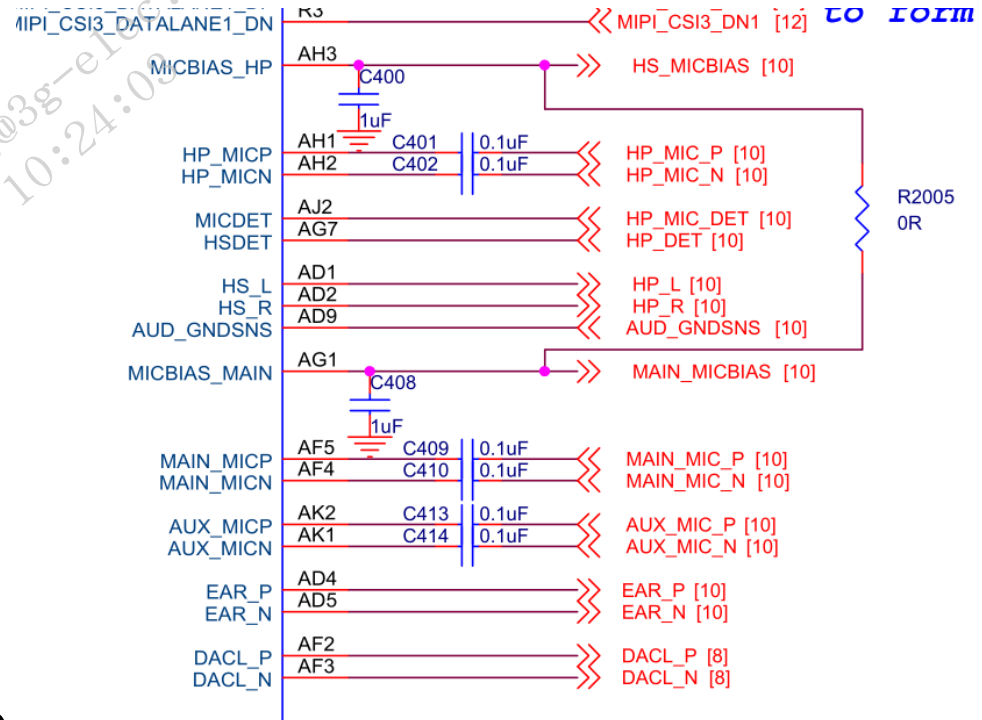 R3
MIPI_CSI3_DATALANE1_DN MIPI_CSI3_DN1 [12] to form
@3g-elec.
10:24:03
AH3
MICBIAS_HP HS_MICBIAS [10]
C400
1uF
AH1 C401 0.1uF
HP_MICP HP_MIC_P [10]
AH2 C402
HP_MICN HP_MIC_N [10]
R2005
0R
AJ2
MICDET HP_MIC_DET [10]
AG7
HSDET HP_DET [10]
AD1
HS_L HP_L [10]
AD2
HS_R HP_R [10]
AD9
AUD_GNDSNS AUD_GNDSNS [10]
AG1
MICBIAS_MAIN MAIN_MICBIAS [10]
C408
1uF
AF5 C409 0.1uF
MAIN_MICP MAIN_MIC_P [10]
AF4 C410 0.1uF
MAIN_MICN MAIN_MIC_N [10]
AK2 C413 0.1uF
AUX_MICP AUX_MIC_P [10]
AK1 C414 0.1uF
AUX_MICN AUX_MIC_N [10]
AD4
EAR_P EAR_P [10]
AD5
EAR_N EAR_N [10]
AF2
DACL_P DACL_P [8]
AF3
DACL_N DACL_N [8]